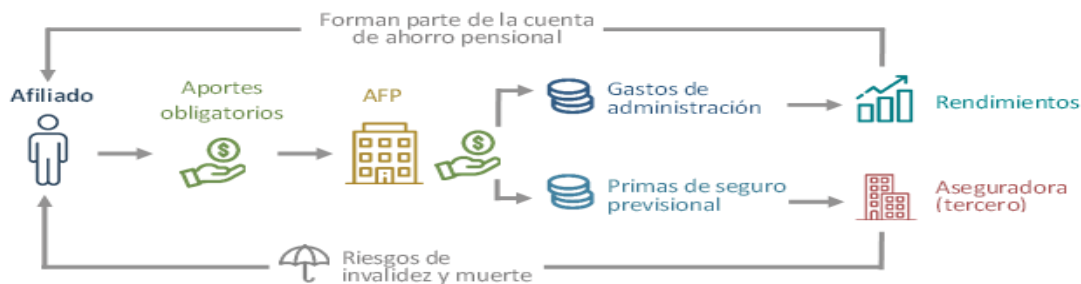 Forman parte de la cuenta
de ahorro pensional
Afiliado
Aportes
obligatorios
AFP
Gastos de
administración
Rendimientos
$
$
Primas de seguro
previsional
Aseguradora
(tercero)
Riesgos de
invalidez y muerte